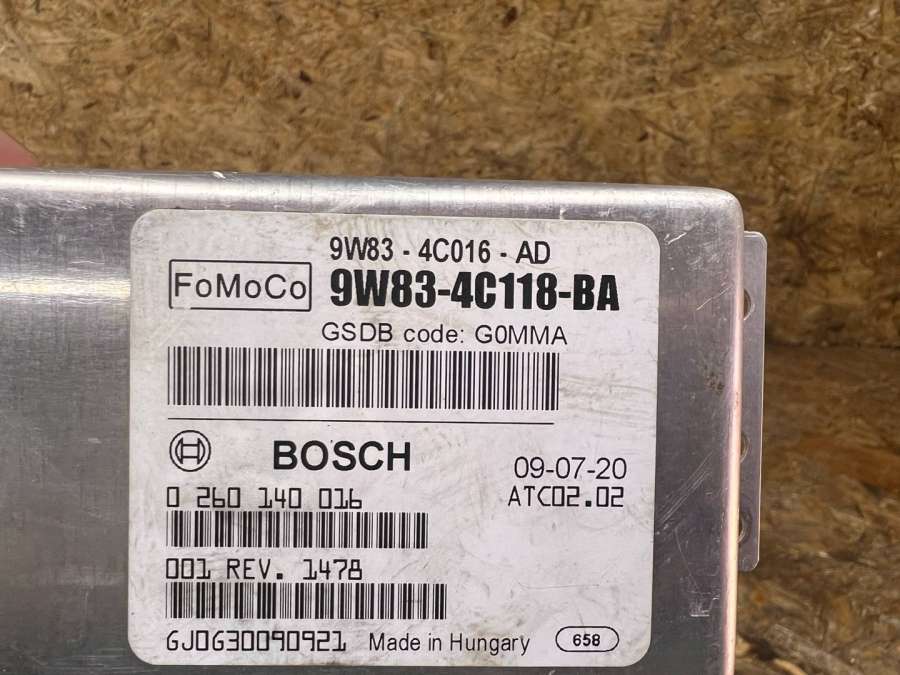 9W83 - 4C016 - AD
FoMoCo 9W83-4C118-BA
GSDB code: G0MMA
BOSCH 09-07-20
0 260 140 016 ATC02.02
001 REV. 1478
GJ0G30090921 Made in Hungary 658